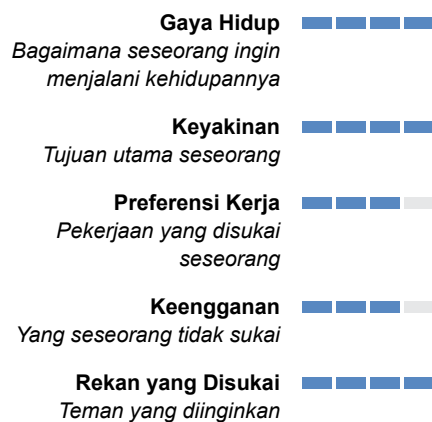 Gaya Hidup
Bagaimana seseorang ingin
menjalani kehidupannya
Keyakinan
Tujuan utama seseorang
Preferensi Kerja
Pekerjaan yang disukai
seseorang
Keengganan
Yang seseorang tidak sukai
Rekan yang Disukai
Teman yang diinginkan